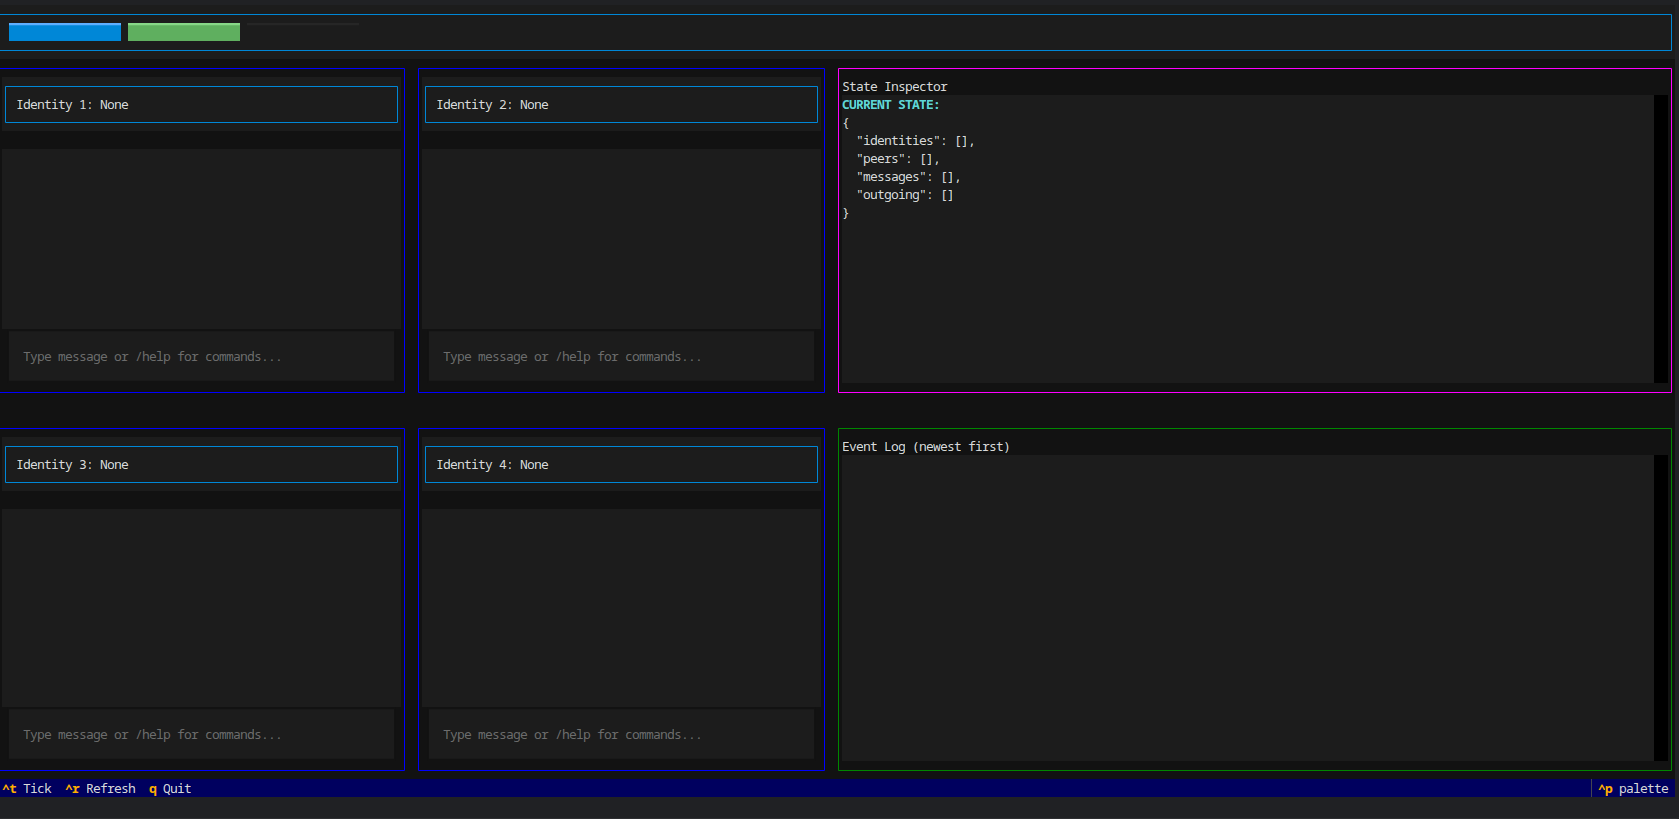 Identity 1: None
Type message or /help for commands...
Identity 2: None
Type message or /help for commands...
State Inspector
CURRENT STATE:
{
  "identities": [],
  "peers": [],
  "messages": [],
  "outgoing": []
}
Identity 3: None
Type message or /help for commands...
Identity 4: None
Type message or /help for commands...
Event Log (newest first)
^t Tick ^r Refresh q Quit ^p palette